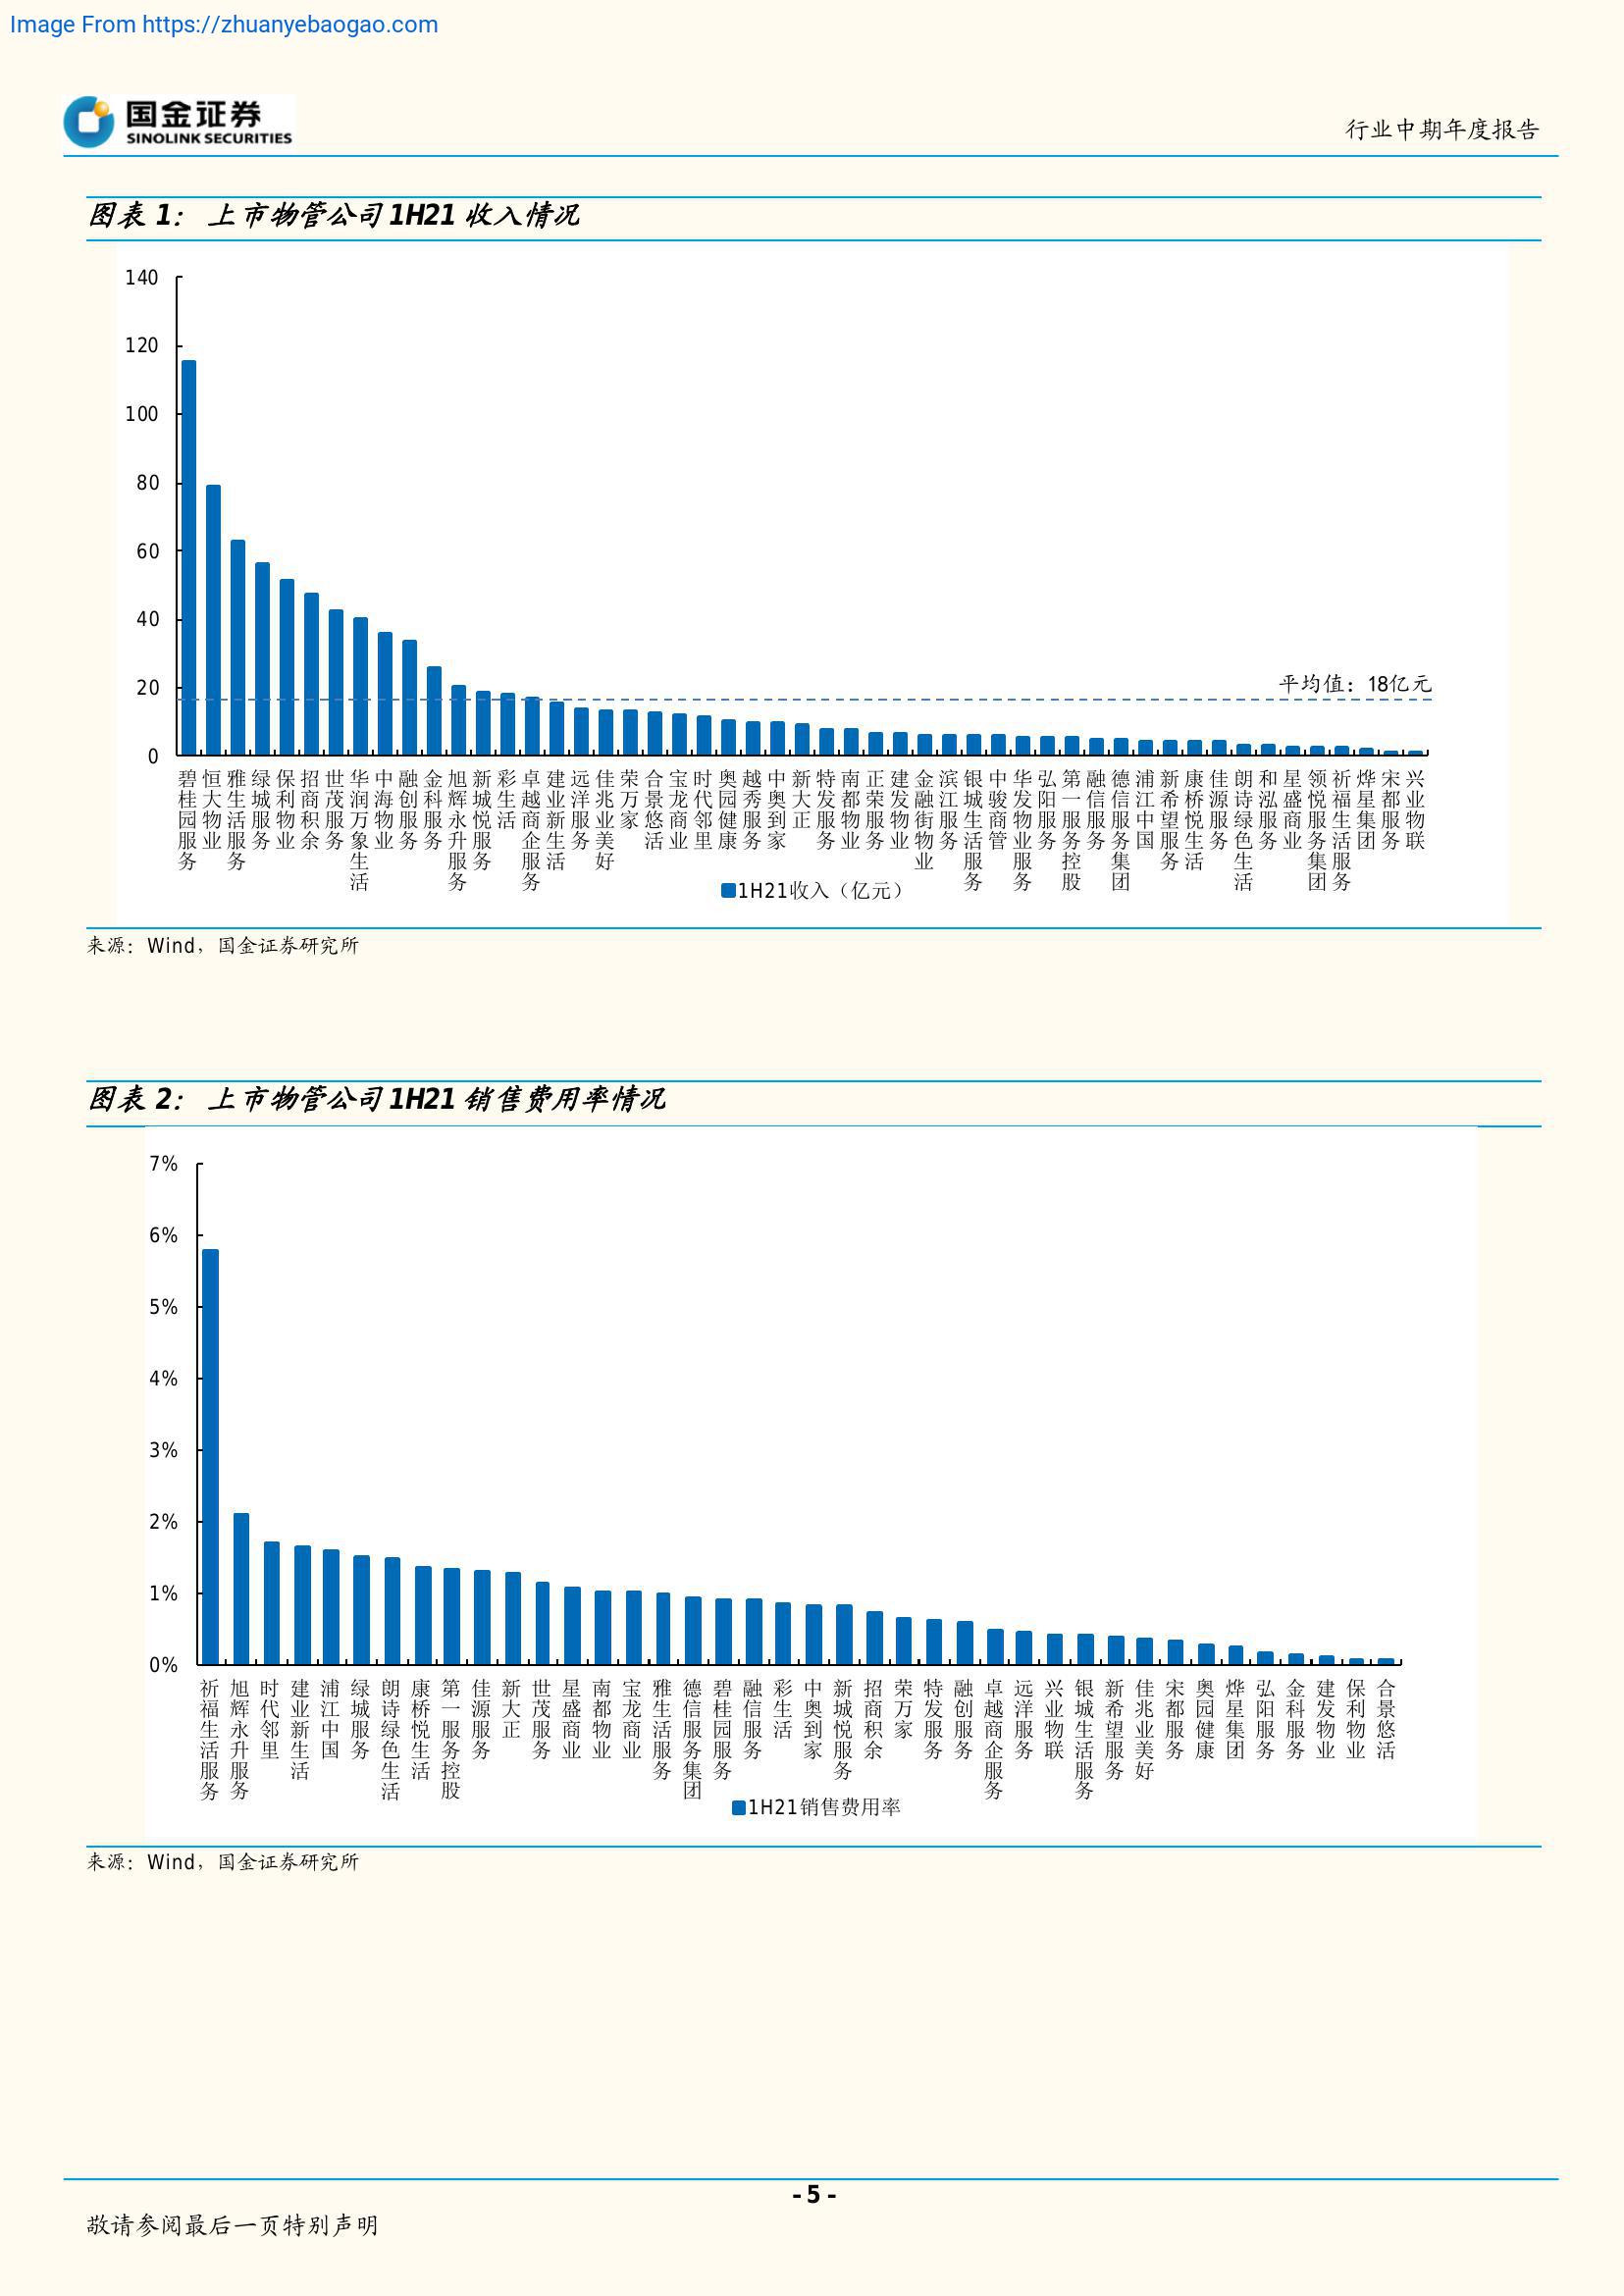 Image From https://zhuanyebaogao.com
国金证券
SINOLINK SECURITIES
行业中期年度报告
图表 1： 上市物管公司 1H21 收入情况
140
120
100
80
60
40
20
0
平均值：18亿元
碧桂园服务
恒大物业
雅生活服务
绿城服务
保利物业
招商积余
世茂服务
华润万象生活
中海物业
融创服务
金科服务
旭辉永升服务
新城悦服务
彩生活
卓越商企服务
建业新生活
远洋服务
佳兆业美好
荣万家
合景悠活
宝龙商业
时代邻里
奥园健康
越秀服务
中奥到家
新大正
特发服务
南都物业
正荣服务
建发物业
金融街物业
滨江服务
银城生活服务
中骏商管
华发物业服务
弘阳服务
第一服务控股
融信服务
德信服务集团
浦江中国
新希望服务
康桥悦生活
佳源服务
朗诗绿色生活
和泓服务
星盛商业
领悦服务集团
祈福生活服务
烨星集团
宋都服务
兴业物联
1H21收入（亿元）
来源：Wind，国金证券研究所
图表 2： 上市物管公司 1H21 销售费用率情况
7%
6%
5%
4%
3%
2%
1%
0%
祈福生活服务
旭辉永升服务
时代邻里
建业新生活
浦江中国
绿城服务
朗诗绿色生活
康桥悦生活
第一服务控股
佳源服务
新大正
世茂服务
星盛商业
南都物业
宝龙商业
雅生活服务
德信服务集团
碧桂园服务
融信服务
彩生活
中奥到家
新城悦服务
招商积余
荣万家
特发服务
融创服务
卓越商企服务
远洋服务
兴业物联
银城生活服务
新希望服务
佳兆业美好
宋都服务
奥园健康
烨星集团
弘阳服务
金科服务
建发物业
保利物业
合景悠活
1H21销售费用率
来源：Wind，国金证券研究所
- 5 -
敬请参阅最后一页特别声明